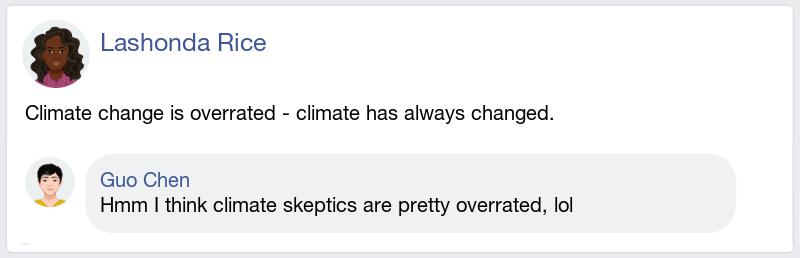 Lashonda Rice
Climate change is overrated - climate has always changed.
Guo Chen
Hmm I think climate skeptics are pretty overrated, lol